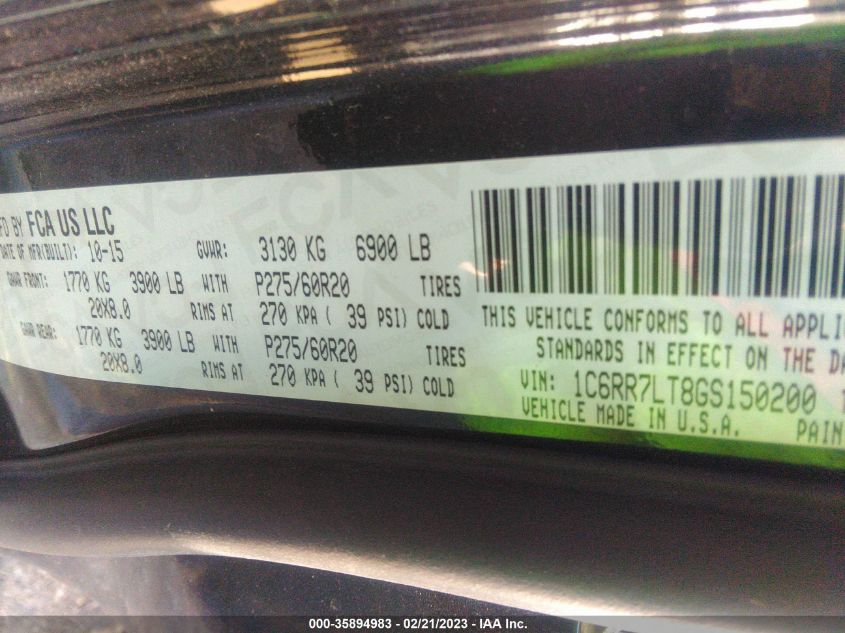 FD BY FCA US LLC
DATE OF MFR(BUILT): 10-15 GVWR: 3130 KG 6900 LB
GAWR FRONT: 1770 KG 3900 LB WITH P275/60R20 TIRES
20X8.0 RIMS AT 270 KPA ( 39 PSI) COLD
GAWR REAR: 1770 KG 3900 LB WITH P275/60R20 TIRES
20X8.0 RIMS AT 270 KPA ( 39 PSI) COLD
THIS VEHICLE CONFORMS TO ALL APPLI
STANDARDS IN EFFECT ON THE DA
VIN: 1C6RR7LT8GS150200
VEHICLE MADE IN U.S.A. PAIN
000-35894983 - 02/21/2023 - IAA Inc.